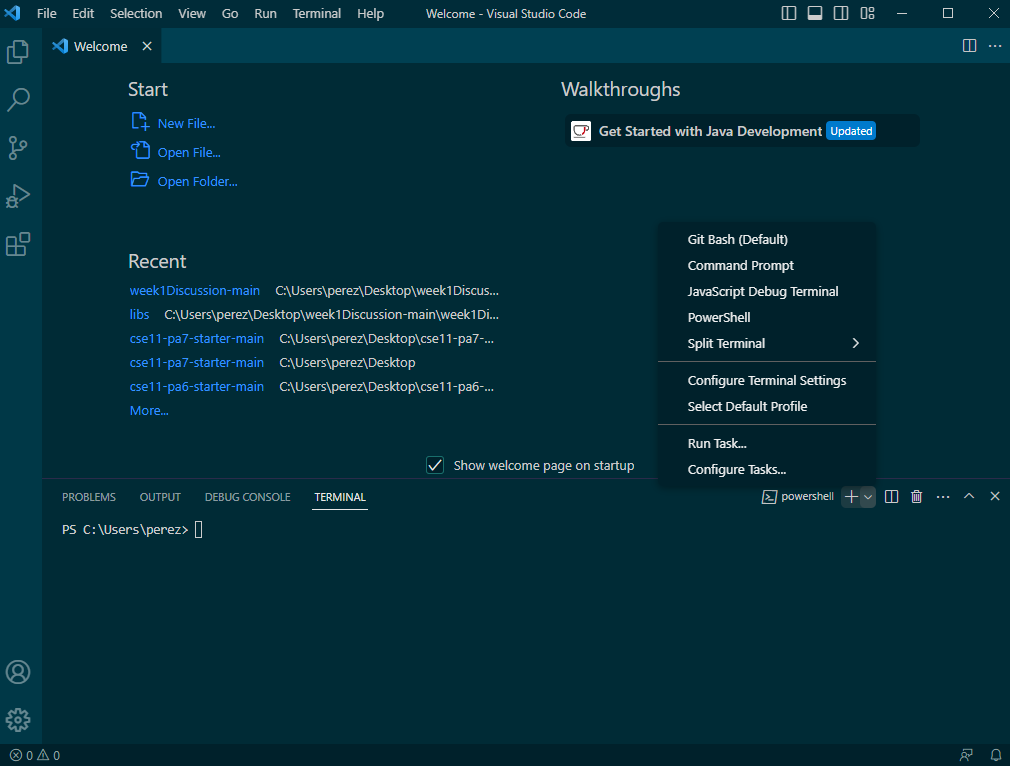 File Edit Selection View Go Run Terminal Help Welcome - Visual Studio Code
Welcome
Start
New File...
Open File...
Open Folder...
Recent
week1Discussion-main C:\Users\perez\Desktop\week1Discus...
libs C:\Users\perez\Desktop\week1Discussion-main\week1Di...
cse11-pa7-starter-main C:\Users\perez\Desktop\cse11-pa7-...
cse11-pa7-starter-main C:\Users\perez\Desktop
cse11-pa6-starter-main C:\Users\perez\Desktop\cse11-pa6-...
More...
Walkthroughs
Get Started with Java Development Updated
Show welcome page on startup
Git Bash (Default)
Command Prompt
JavaScript Debug Terminal
PowerShell
Split Terminal
Configure Terminal Settings
Select Default Profile
Run Task...
Configure Tasks...
PROBLEMS OUTPUT DEBUG CONSOLE TERMINAL powershell
PS C:\Users\perez>
0 0